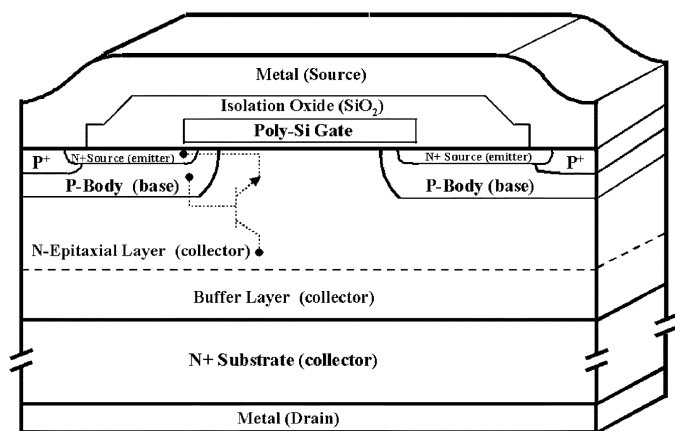 Metal (Source)
Isolation Oxide (SiO₂)
Poly-Si Gate
P⁺ N+Source (emitter) N+ Source (emitter) P⁺
P-Body (base) P-Body (base)
N-Epitaxial Layer (collector)
Buffer Layer (collector)
N+ Substrate (collector)
Metal (Drain)